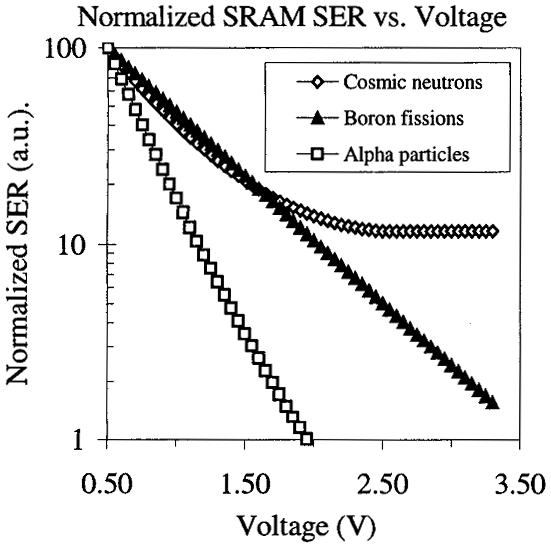 Normalized SRAM SER vs. Voltage
100
10
1
Normalized SER (a.u.).
Cosmic neutrons
Boron fissions
Alpha particles
0.50
1.50
2.50
3.50
Voltage (V)